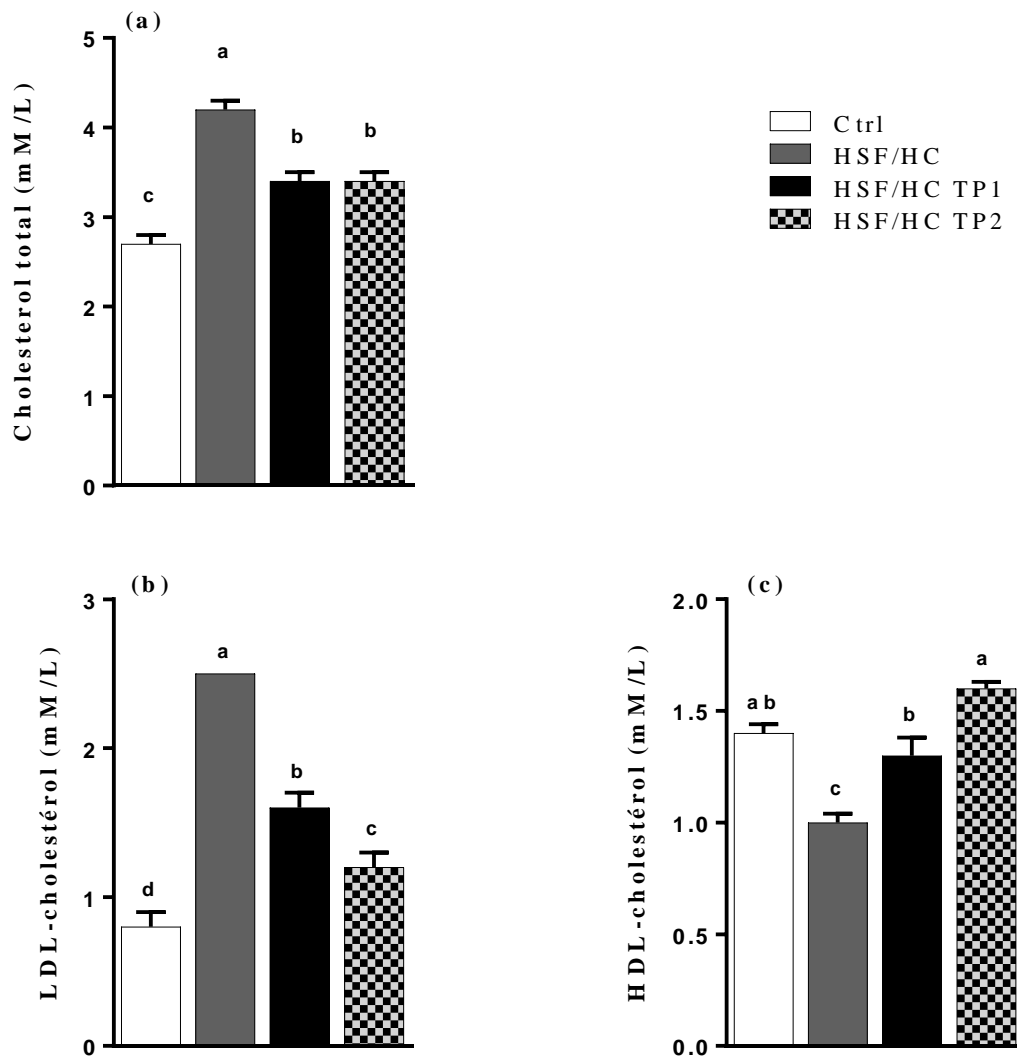 (a)
Cholesterol total (mM/L)
5
4
3
2
1
0
c
a
b
b
Ctrl
HSF/HC
HSF/HC TP1
HSF/HC TP2
(b)
LDL-cholestérol (mM/L)
3
2
1
0
d
a
b
c
(c)
HDL-cholestérol (mM/L)
2.0
1.5
1.0
0.5
0.0
ab
c
b
a